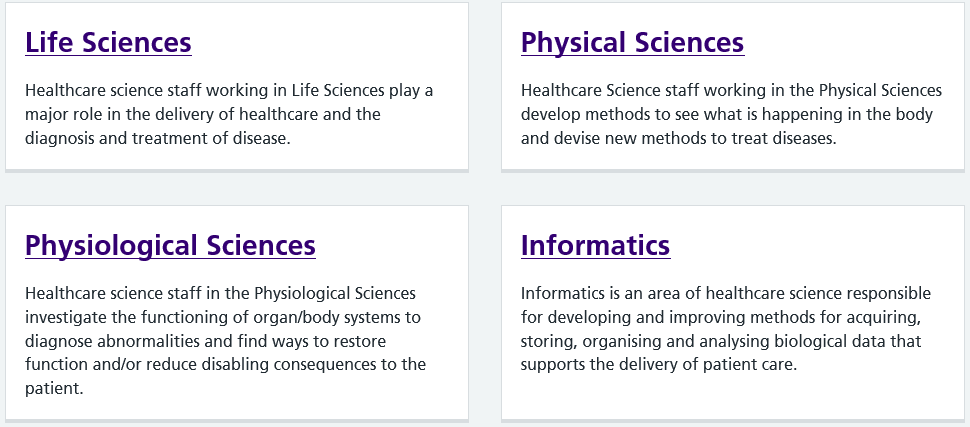 Life Sciences
Healthcare science staff working in Life Sciences play a
major role in the delivery of healthcare and the
diagnosis and treatment of disease.
Physical Sciences
Healthcare Science staff working in the Physical Sciences
develop methods to see what is happening in the body
and devise new methods to treat diseases.
Physiological Sciences
Healthcare science staff in the Physiological Sciences
investigate the functioning of organ/body systems to
diagnose abnormalities and find ways to restore
function and/or reduce disabling consequences to the
patient.
Informatics
Informatics is an area of healthcare science responsible
for developing and improving methods for acquiring,
storing, organising and analysing biological data that
supports the delivery of patient care.